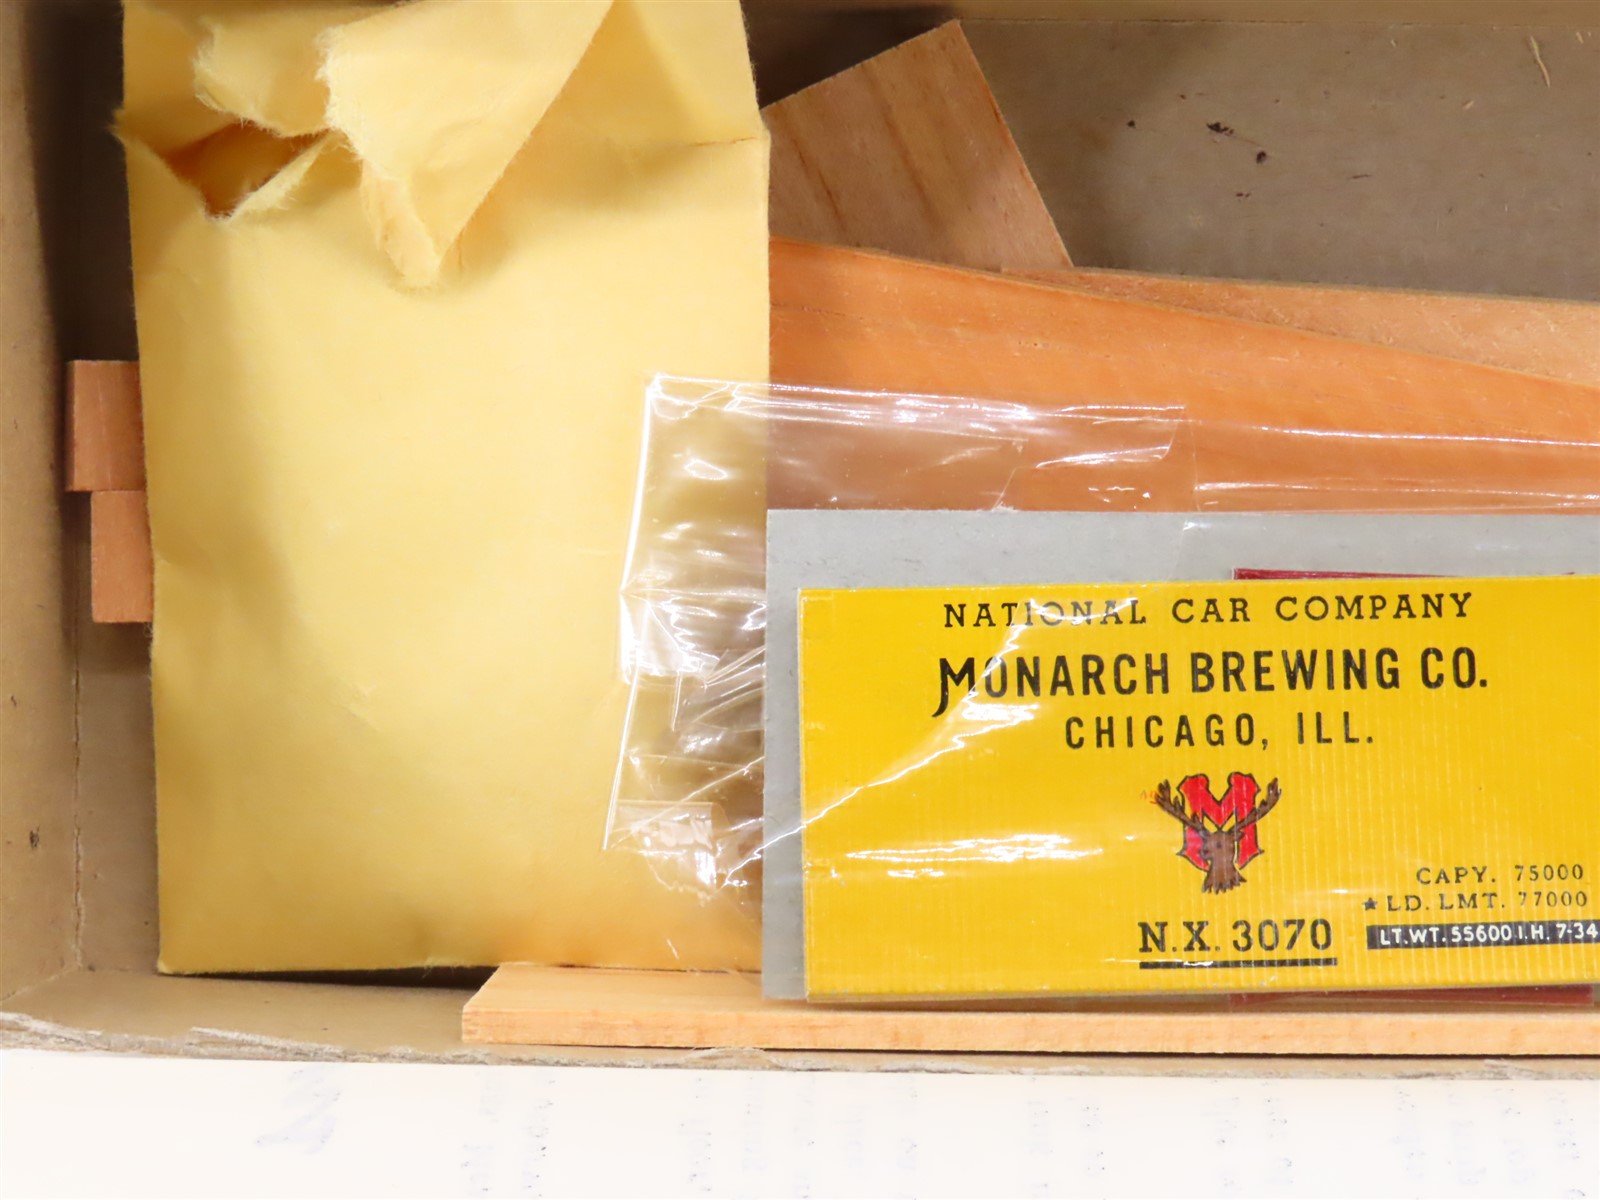 NATIONAL CAR COMPANY
MONARCH BREWING CO.
CHICAGO, ILL.
M
CAPY. 75000
★ LD. LMT. 77000
N.X. 3070
LT. WT. 55600 I.H. 7-34